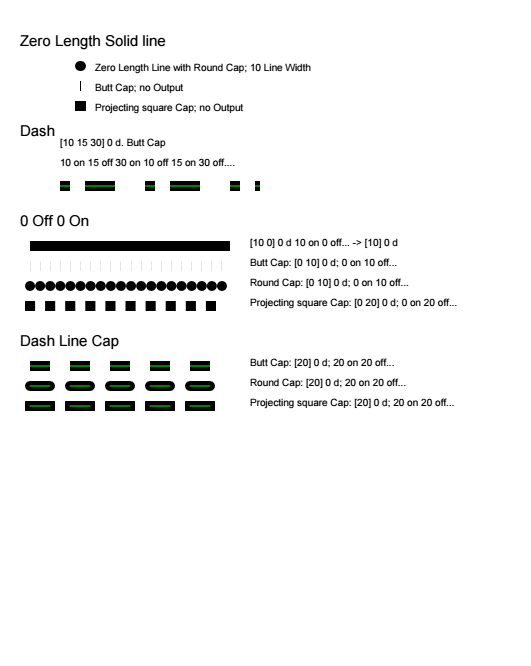 Zero Length Solid line
Zero Length Line with Round Cap; 10 Line Width
Butt Cap; no Output
Projecting square Cap; no Output
Dash
[10 15 30] 0 d. Butt Cap
10 on 15 off 30 on 10 off 15 on 30 off....
0 Off 0 On
[10 0] 0 d 10 on 0 off... -> [10] 0 d
Butt Cap: [0 10] 0 d; 0 on 10 off...
Round Cap: [0 10] 0 d; 0 on 10 off...
Projecting square Cap: [0 20] 0 d; 0 on 20 off...
Dash Line Cap
Butt Cap: [20] 0 d; 20 on 20 off...
Round Cap: [20] 0 d; 20 on 20 off...
Projecting square Cap: [20] 0 d; 20 on 20 off...